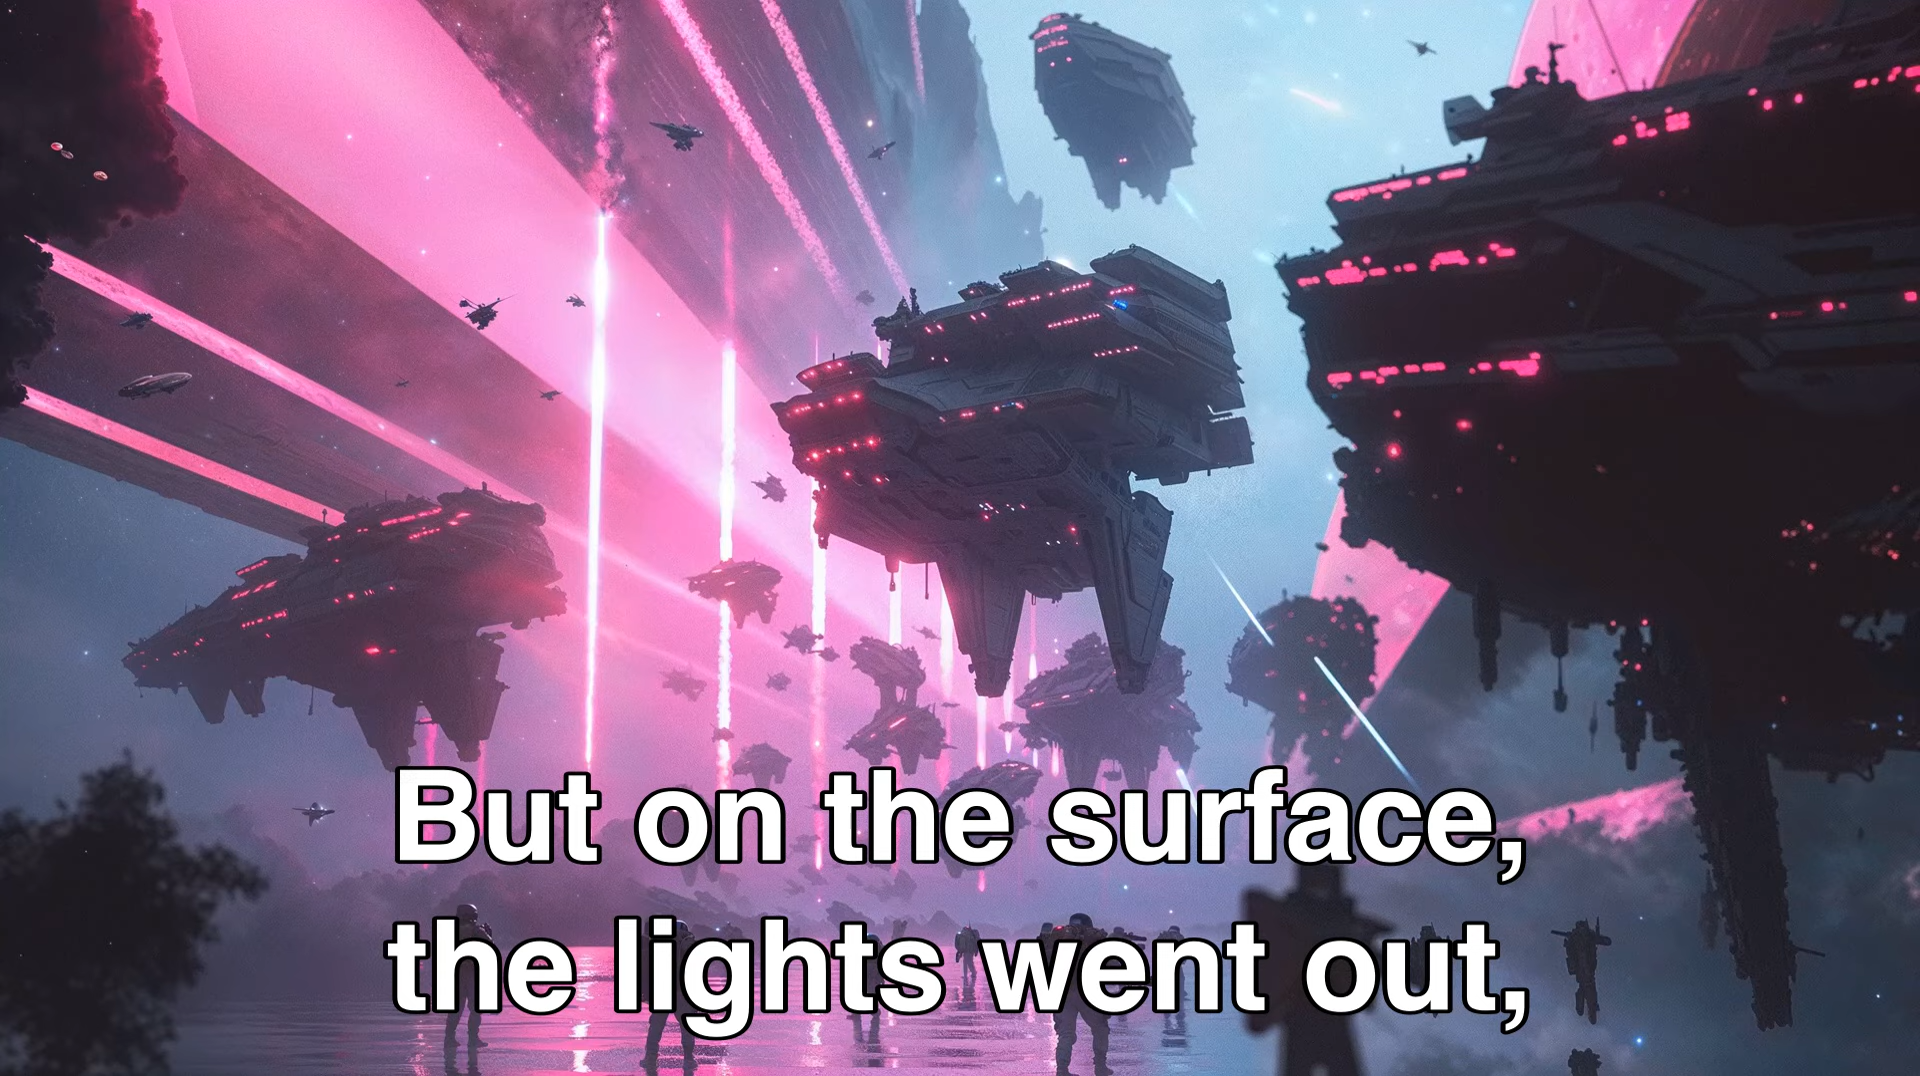 But on the surface,
the lights went out,